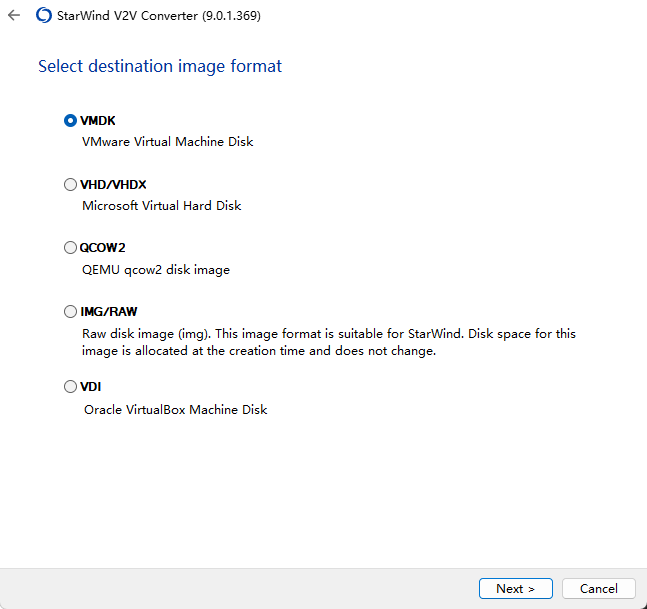 StarWind V2V Converter (9.0.1.369)
Select destination image format
VMDK
VMware Virtual Machine Disk
VHD/VHDX
Microsoft Virtual Hard Disk
QCOW2
QEMU qcow2 disk image
IMG/RAW
Raw disk image (img). This image format is suitable for StarWind. Disk space for this
image is allocated at the creation time and does not change.
VDI
Oracle VirtualBox Machine Disk
Next >
Cancel